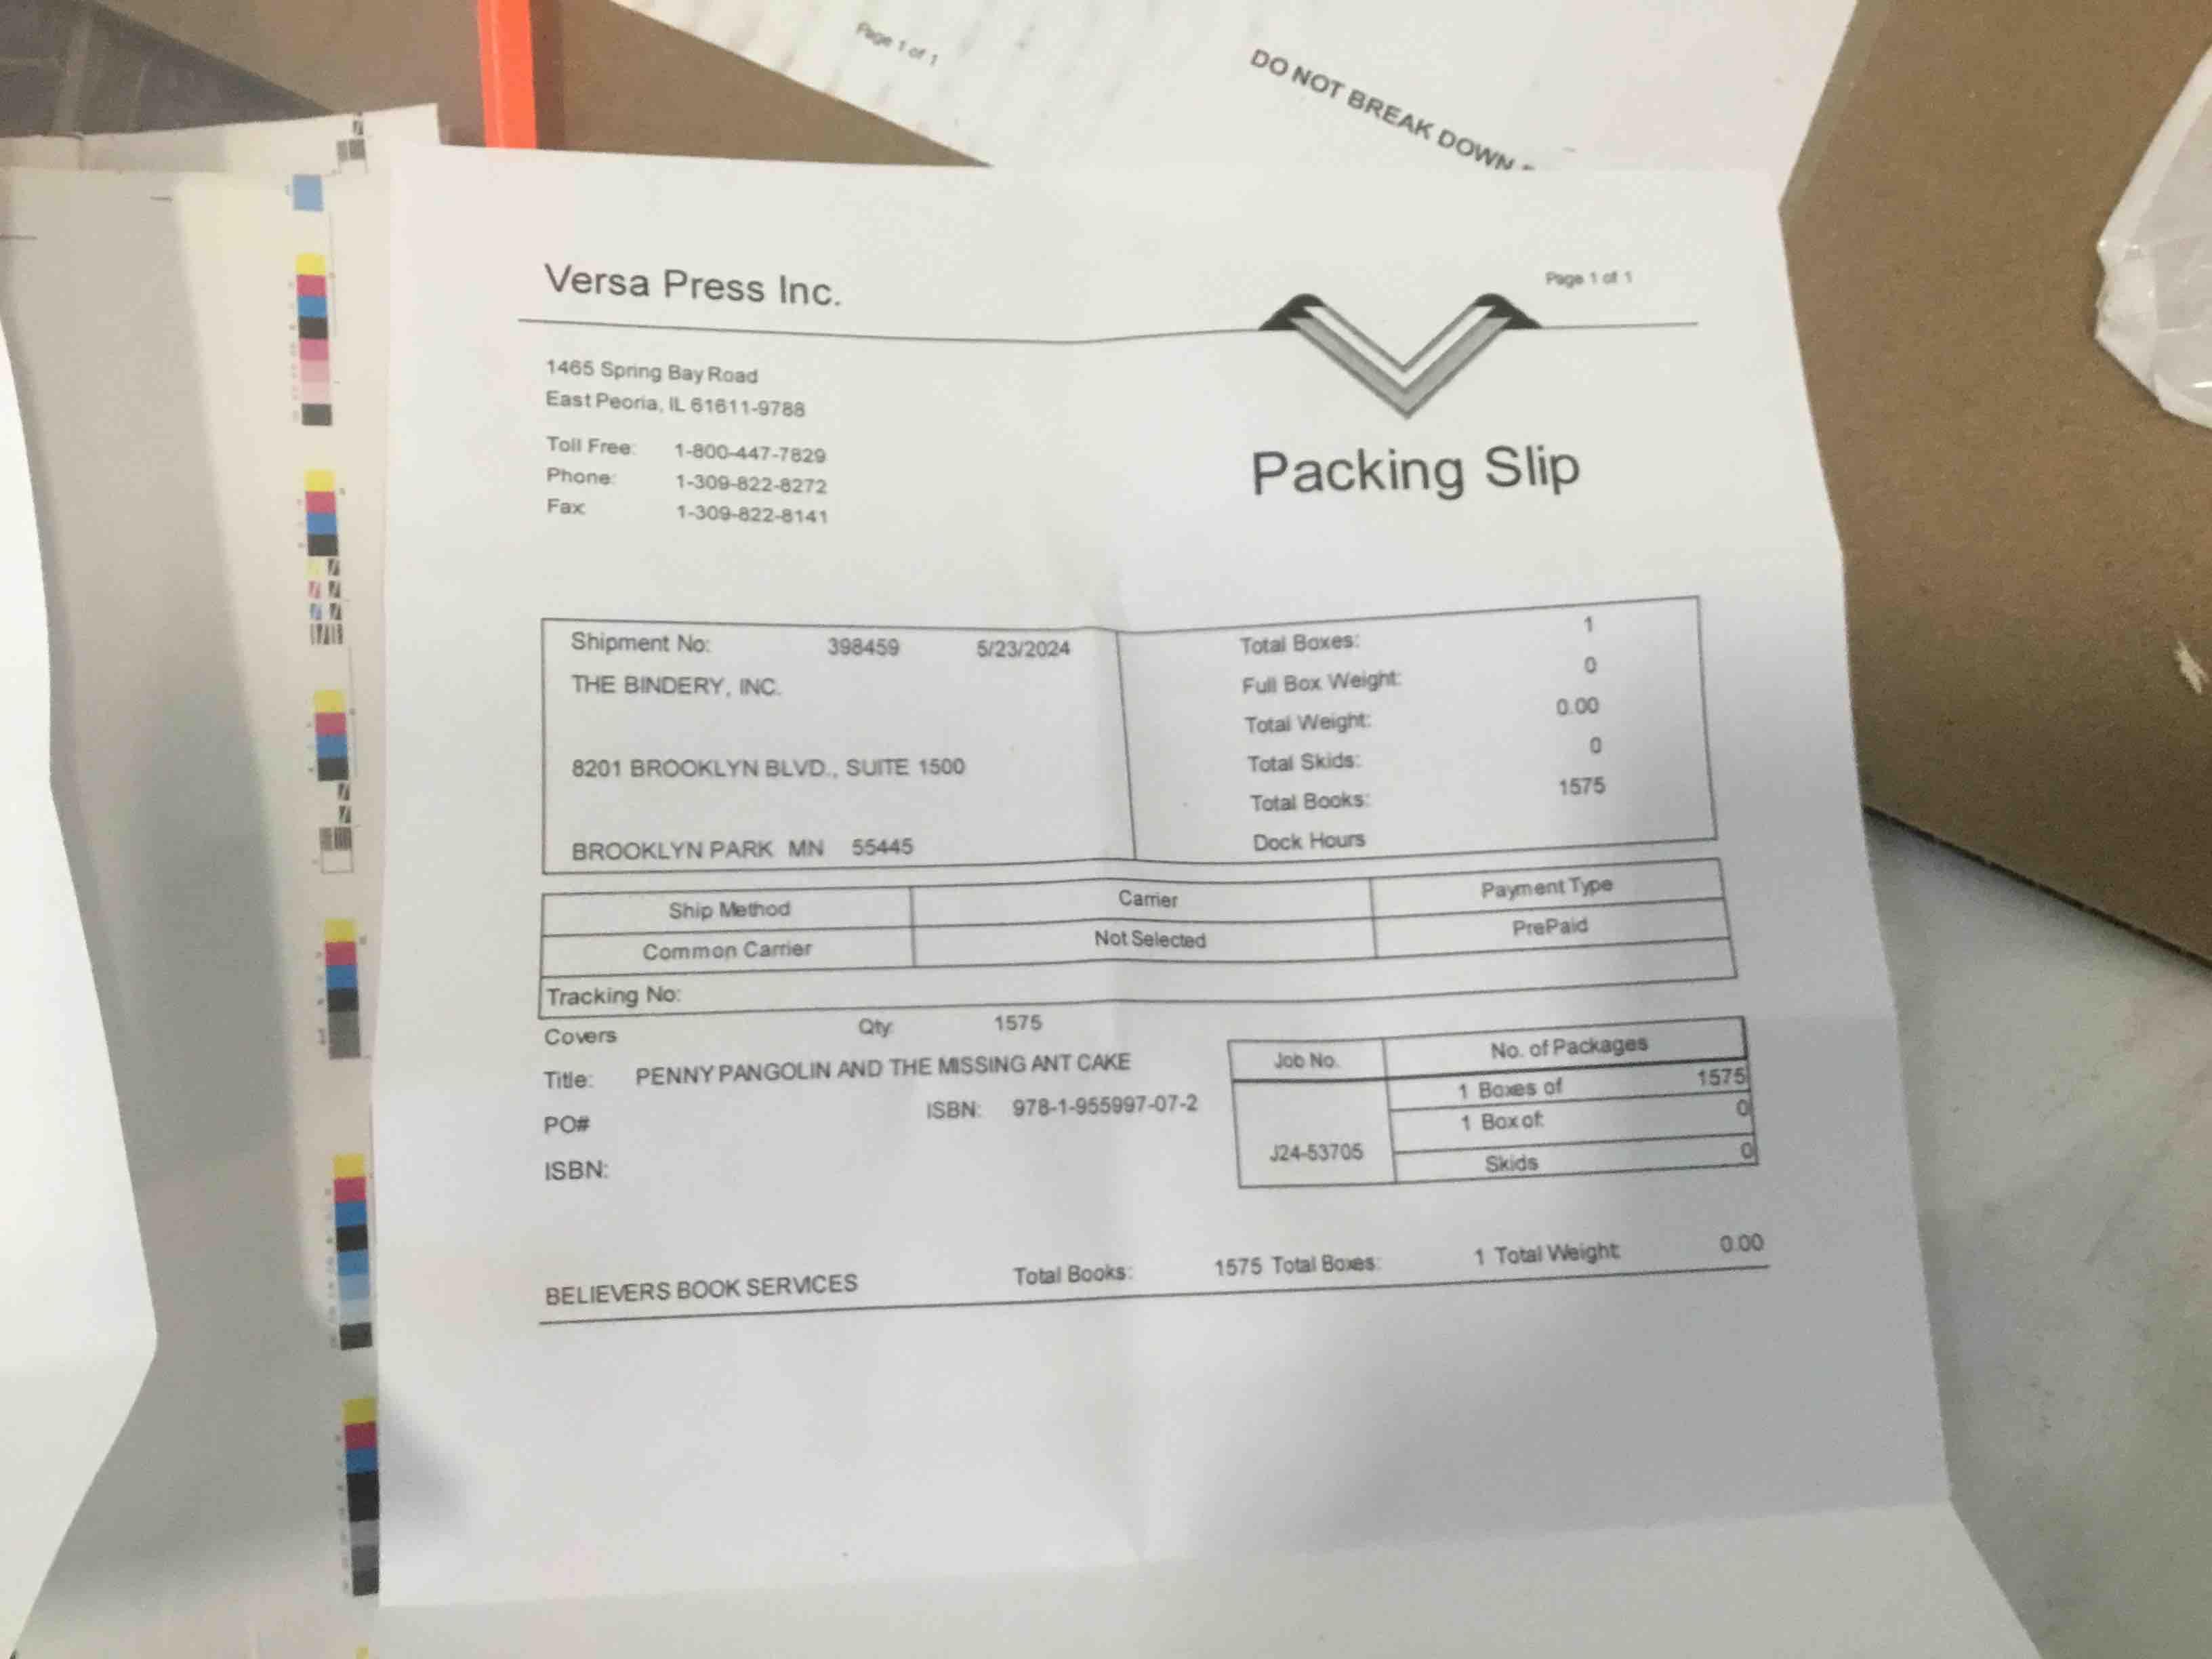 Page 1 of 1
DO NOT BREAK DOWN
Versa Press Inc.
Page 1 of 1
1465 Spring Bay Road
East Peoria, IL 61611-9788
Toll Free: 1-800-447-7829
Phone: 1-309-822-8272
Fax: 1-309-822-8141
Packing Slip
Shipment No: 398459 5/23/2024
THE BINDERY, INC.
8201 BROOKLYN BLVD., SUITE 1500
BROOKLYN PARK MN 55445
Total Boxes: 1
Full Box Weight: 0
Total Weight: 0.00
Total Skids: 0
Total Books: 1575
Dock Hours
Ship Method Carrier Payment Type
Common Carrier Not Selected PrePaid
Tracking No:
Covers Qty: 1575
Title: PENNY PANGOLIN AND THE MISSING ANT CAKE
PO# ISBN: 978-1-955997-07-2
ISBN:
Job No. No. of Packages
1 Boxes of 1575
1 Box of: 0
J24-53705
Skids 0
BELIEVERS BOOK SERVICES Total Books: 1575 Total Boxes: 1 Total Weight: 0.00